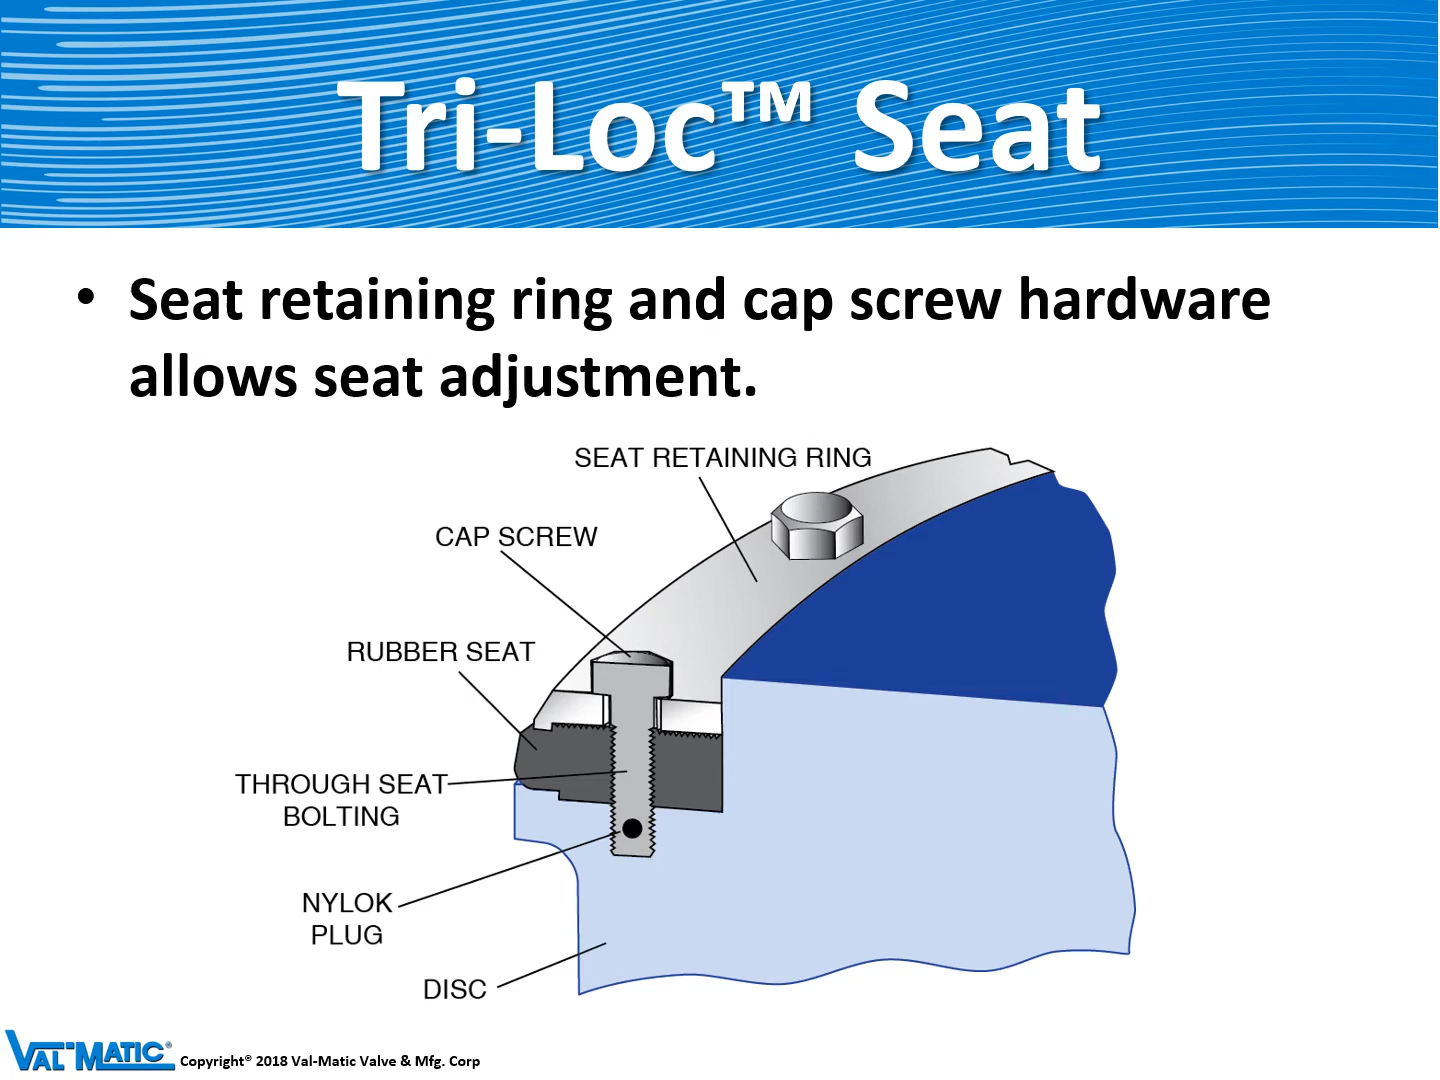 Tri-Loc™ Seat
• Seat retaining ring and cap screw hardware
allows seat adjustment.
SEAT RETAINING RING
CAP SCREW
RUBBER SEAT
THROUGH SEAT
BOLTING
NYLOK
PLUG
DISC
VAL-MATIC®
Copyright© 2018 Val-Matic Valve & Mfg. Corp